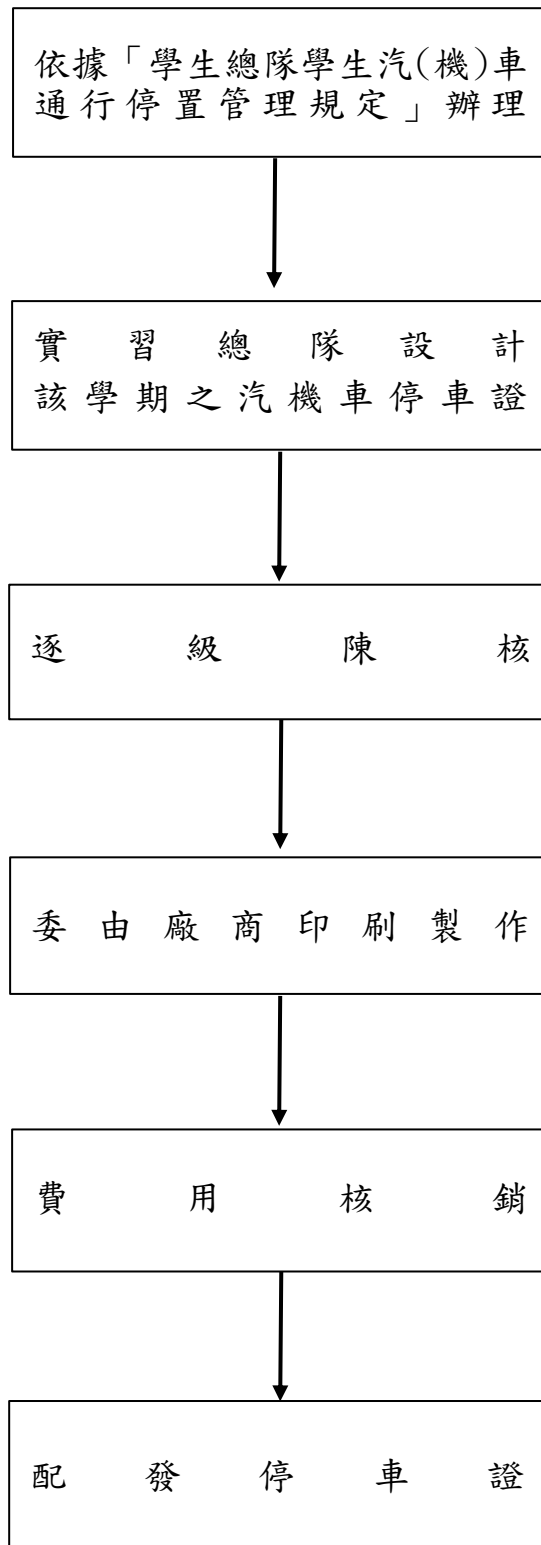 依據「學生總隊學生汽(機)車
通行停置管理規定」辦理
實習總隊設計
該學期之汽機車停車證
逐級陳核
委由廠商印刷製作
費用核銷
配發停車證